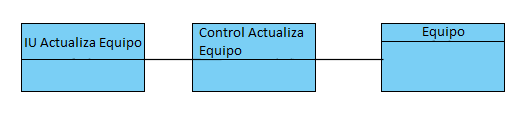 IU Actualiza Equipo
Control Actualiza
Equipo
Equipo